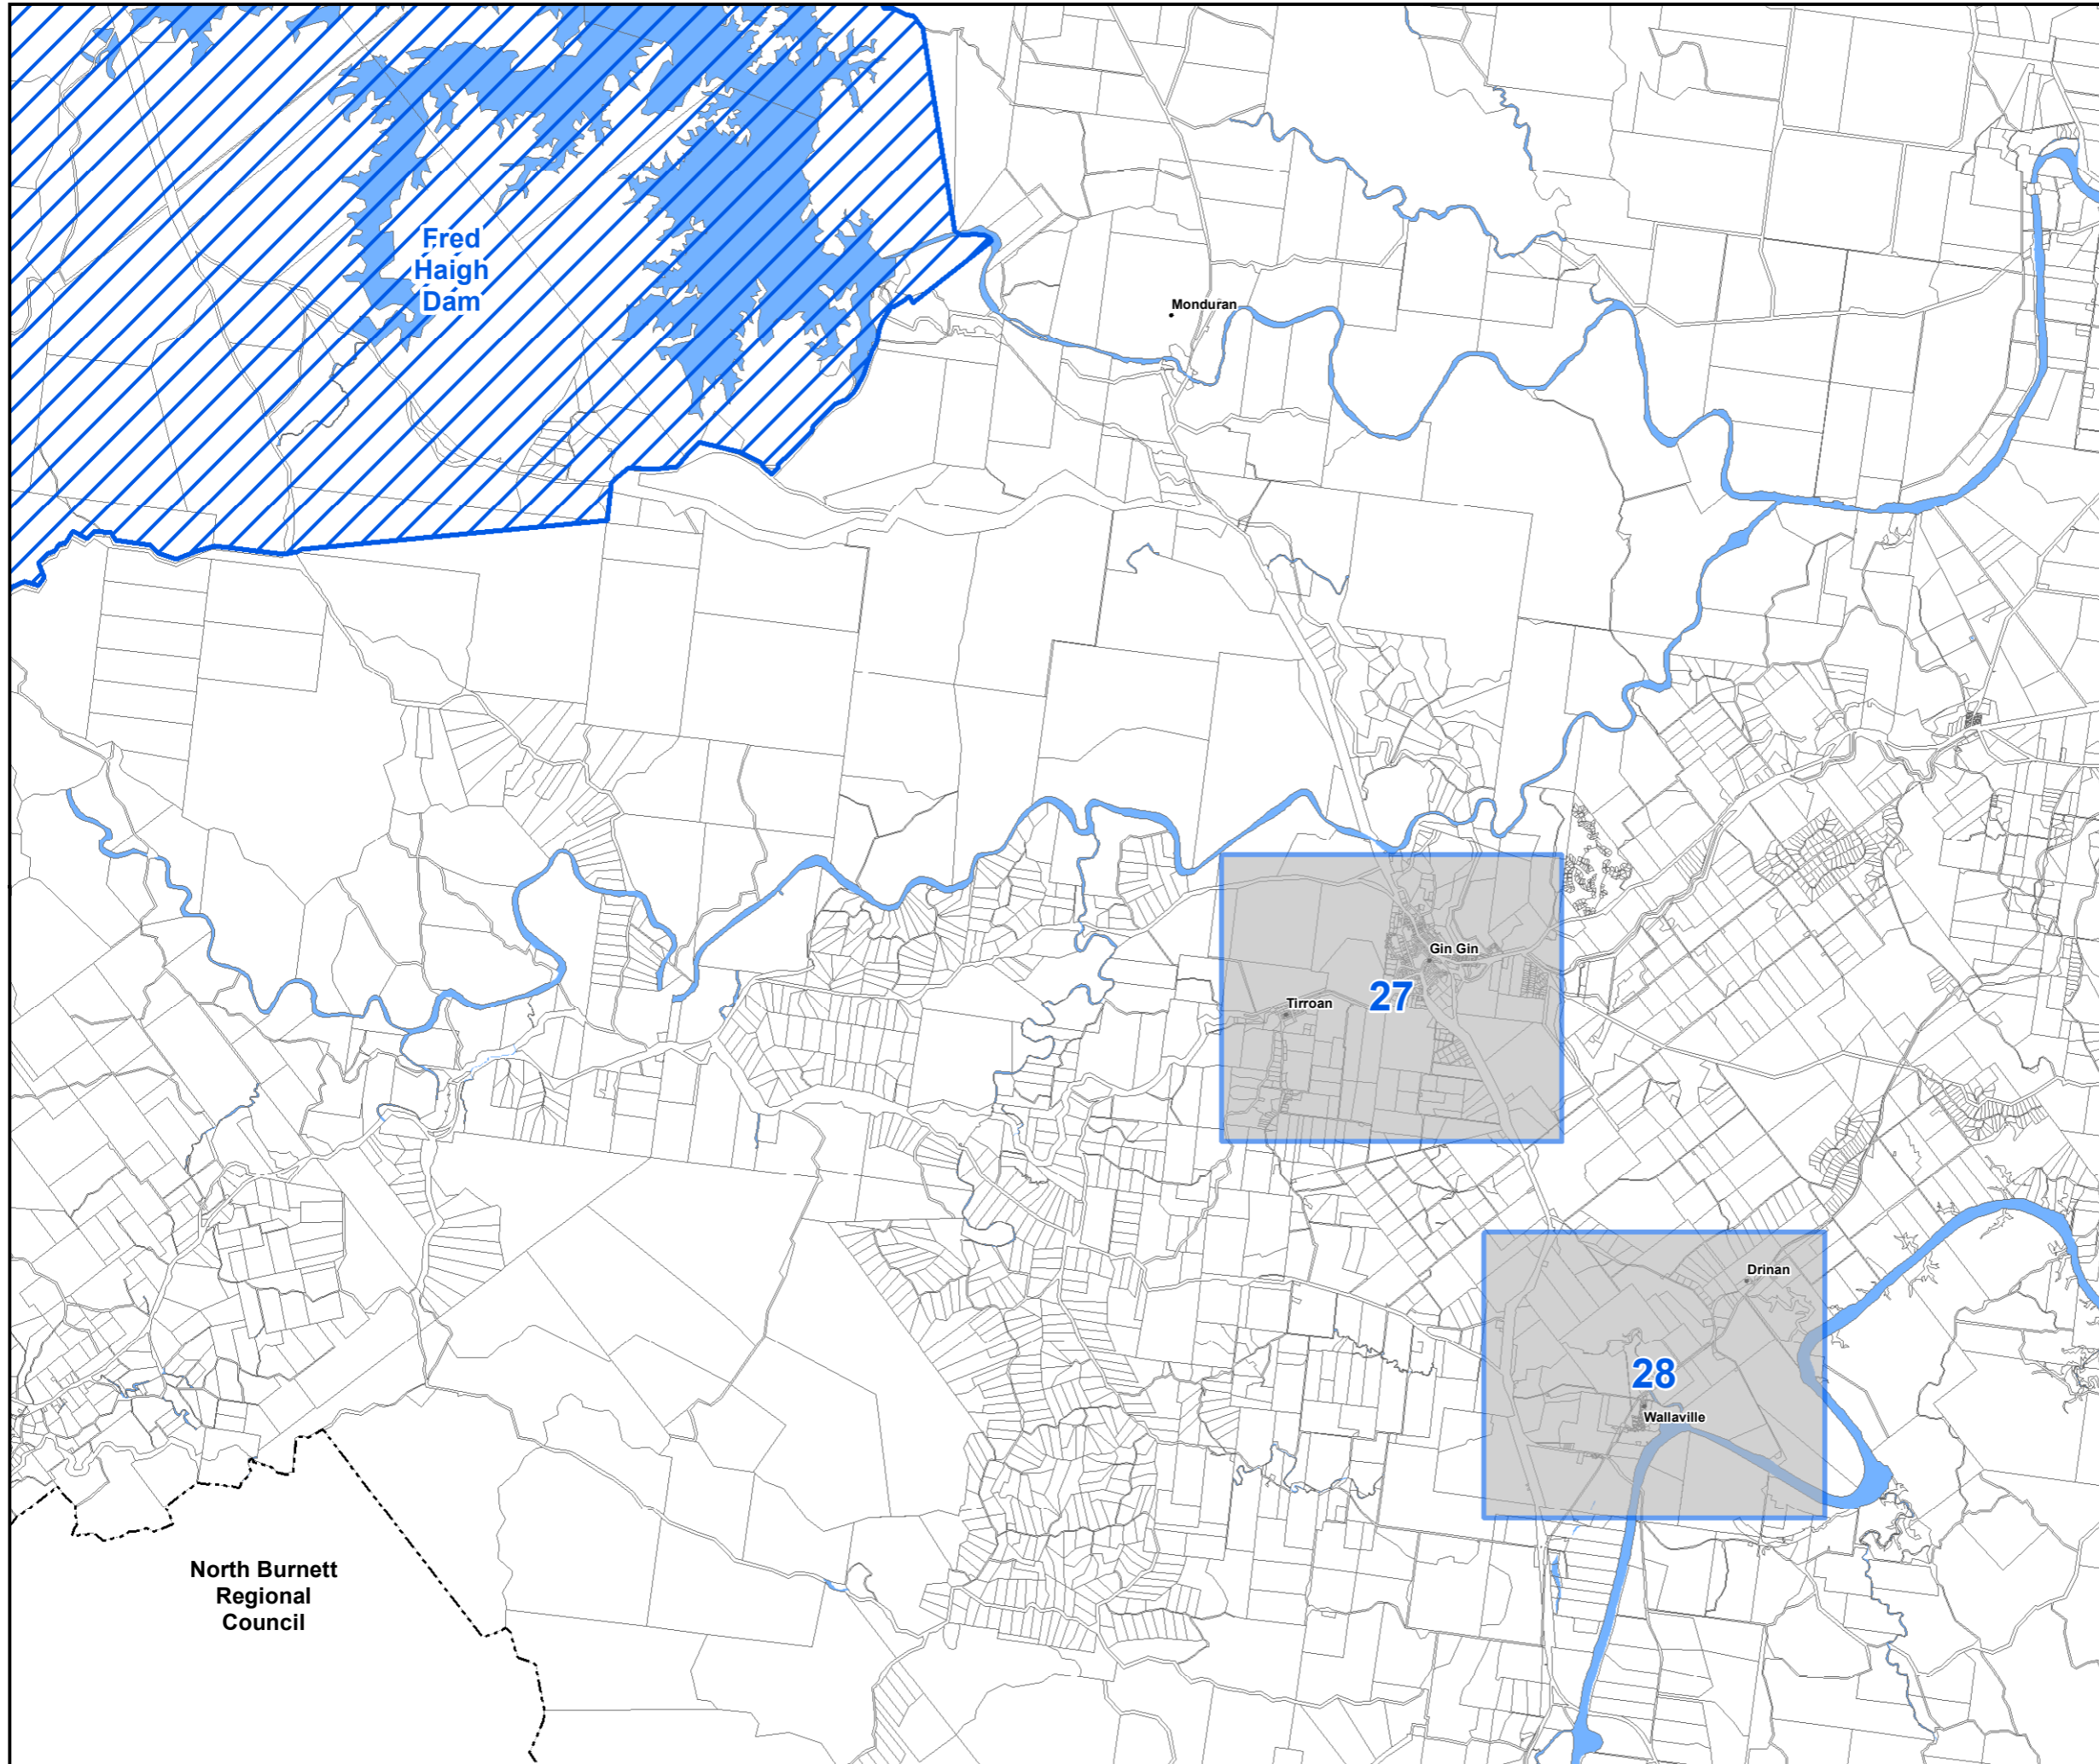 Fred
Haigh
Dam
Monduran
Gin Gin
27
Tirroan
Drinan
28
Wallaville
North Burnett
Regional
Council